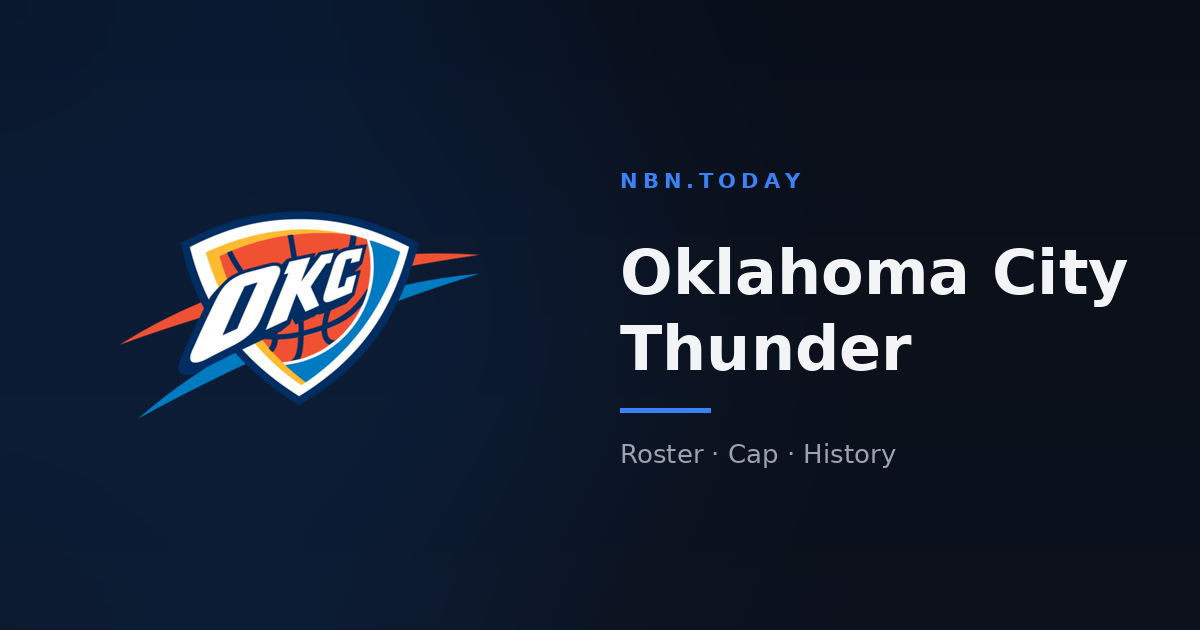 OKC
NBN.TODAY
Oklahoma City
Thunder
Roster · Cap · History